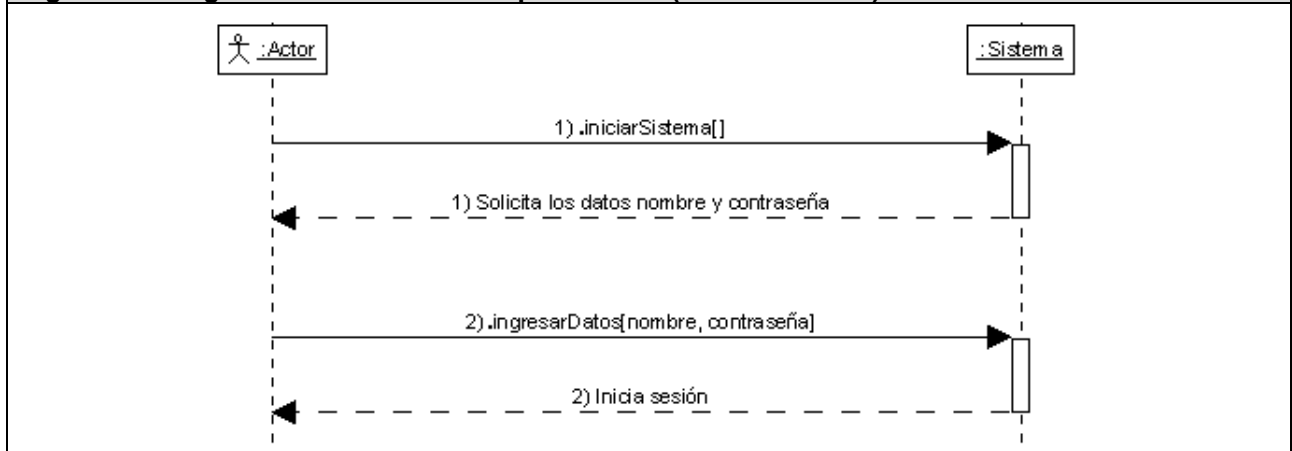 :Actor
:Sistema
1) .iniciarSistema[]
1) Solicita los datos nombre y contraseña
2) .ingresarDatos[nombre, contraseña]
2) Inicia sesión